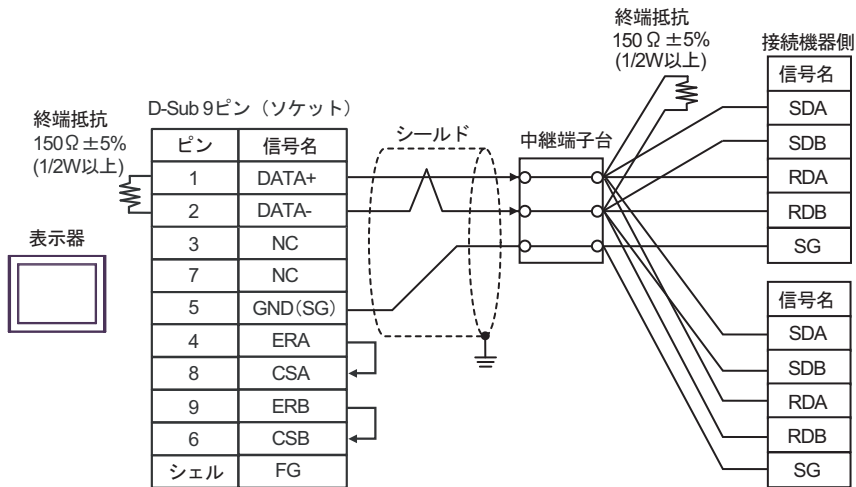 終端抵抗
150 Ω ±5%
(1/2W以上)
接続機器側
信号名
SDA
SDB
RDA
RDB
SG
D-Sub 9ピン（ソケット）
終端抵抗
150Ω ±5%
(1/2W以上)
シールド
中継端子台
表示器
ピン 信号名
1 DATA+
2 DATA-
3 NC
7 NC
5 GND(SG)
4 ERA
8 CSA
9 ERB
6 CSB
シェル FG
信号名
SDA
SDB
RDA
RDB
SG